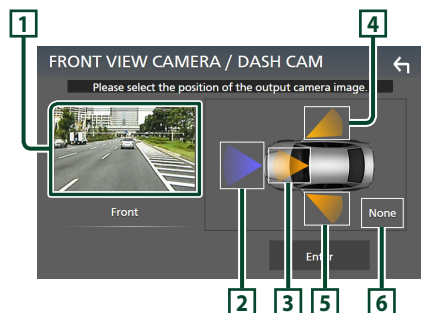 1
4
FRONT VIEW CAMERA / DASH CAM
Please select the position of the output camera image.
Front
None
Enter
2
3
5
6